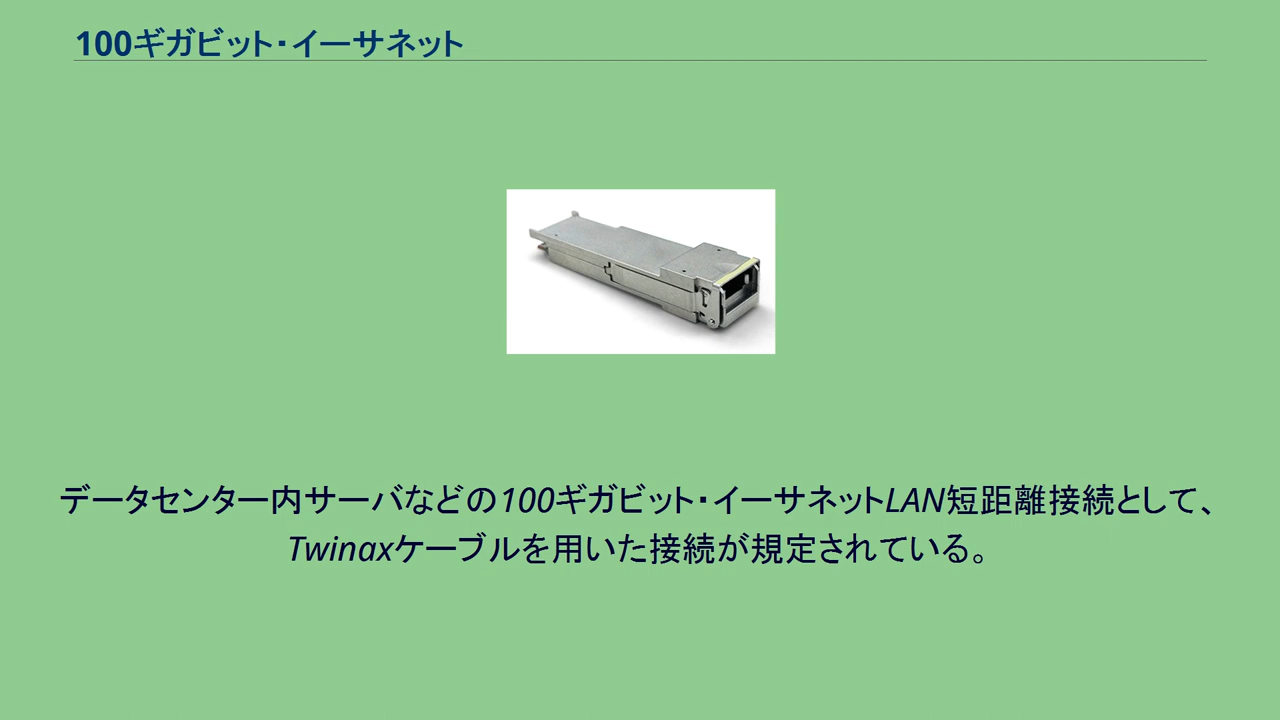 100ギガビット・イーサネット
データセンター内サーバなどの100ギガビット・イーサネットLAN短距離接続として、
Twinaxケーブルを用いた接続が規定されている。